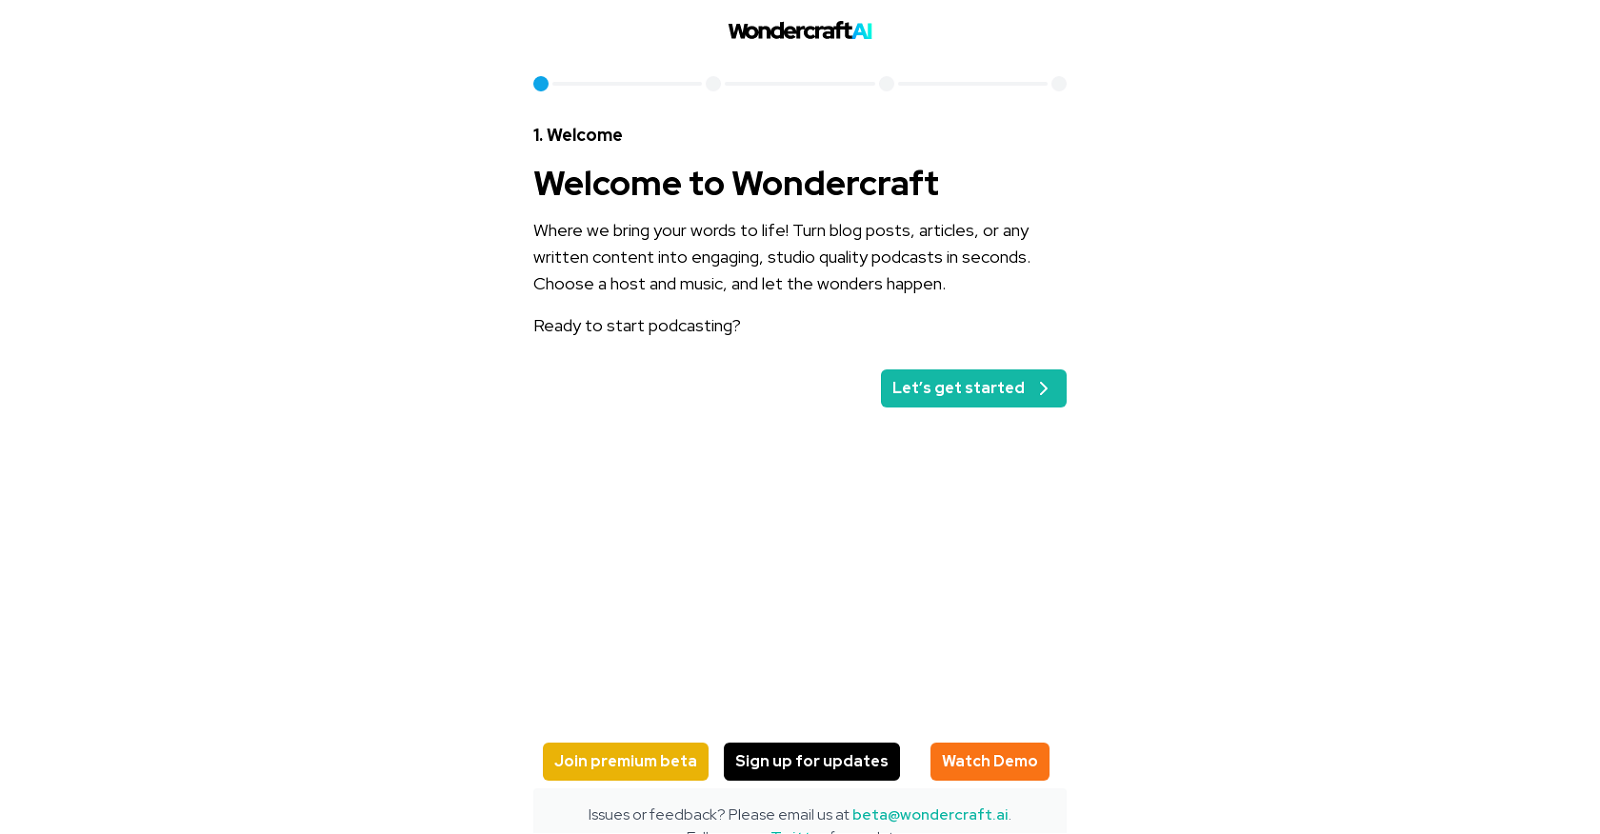 WondercraftAI
1. Welcome
Welcome to Wondercraft
Where we bring your words to life! Turn blog posts, articles, or any
written content into engaging, studio quality podcasts in seconds.
Choose a host and music, and let the wonders happen.
Ready to start podcasting?
Let's get started
Join premium beta
Sign up for updates
Watch Demo
Issues or feedback? Please email us at beta@wondercraft.ai.